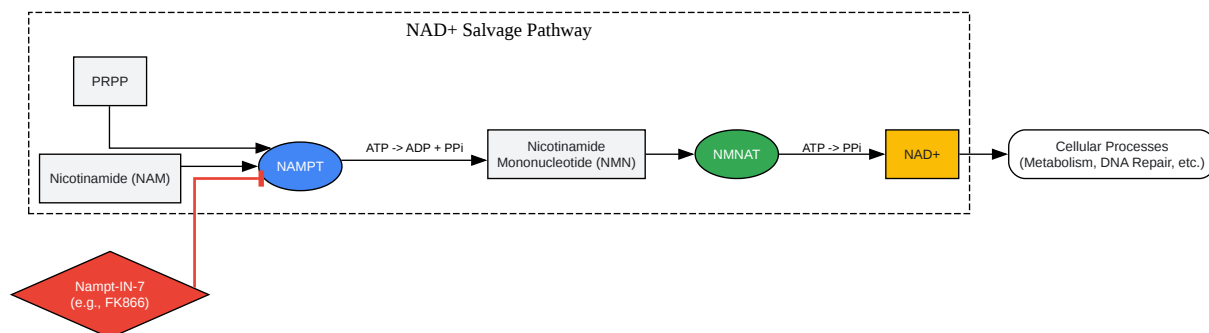 NAD+ Salvage Pathway
PRPP
Nicotinamide (NAM)
NAMPT
ATP -> ADP + PPi
Nicotinamide
Mononucleotide (NMN)
NMNAT
ATP -> PPi
NAD+
Cellular Processes
(Metabolism, DNA Repair, etc.)
Nampt-IN-7
(e.g., FK866)